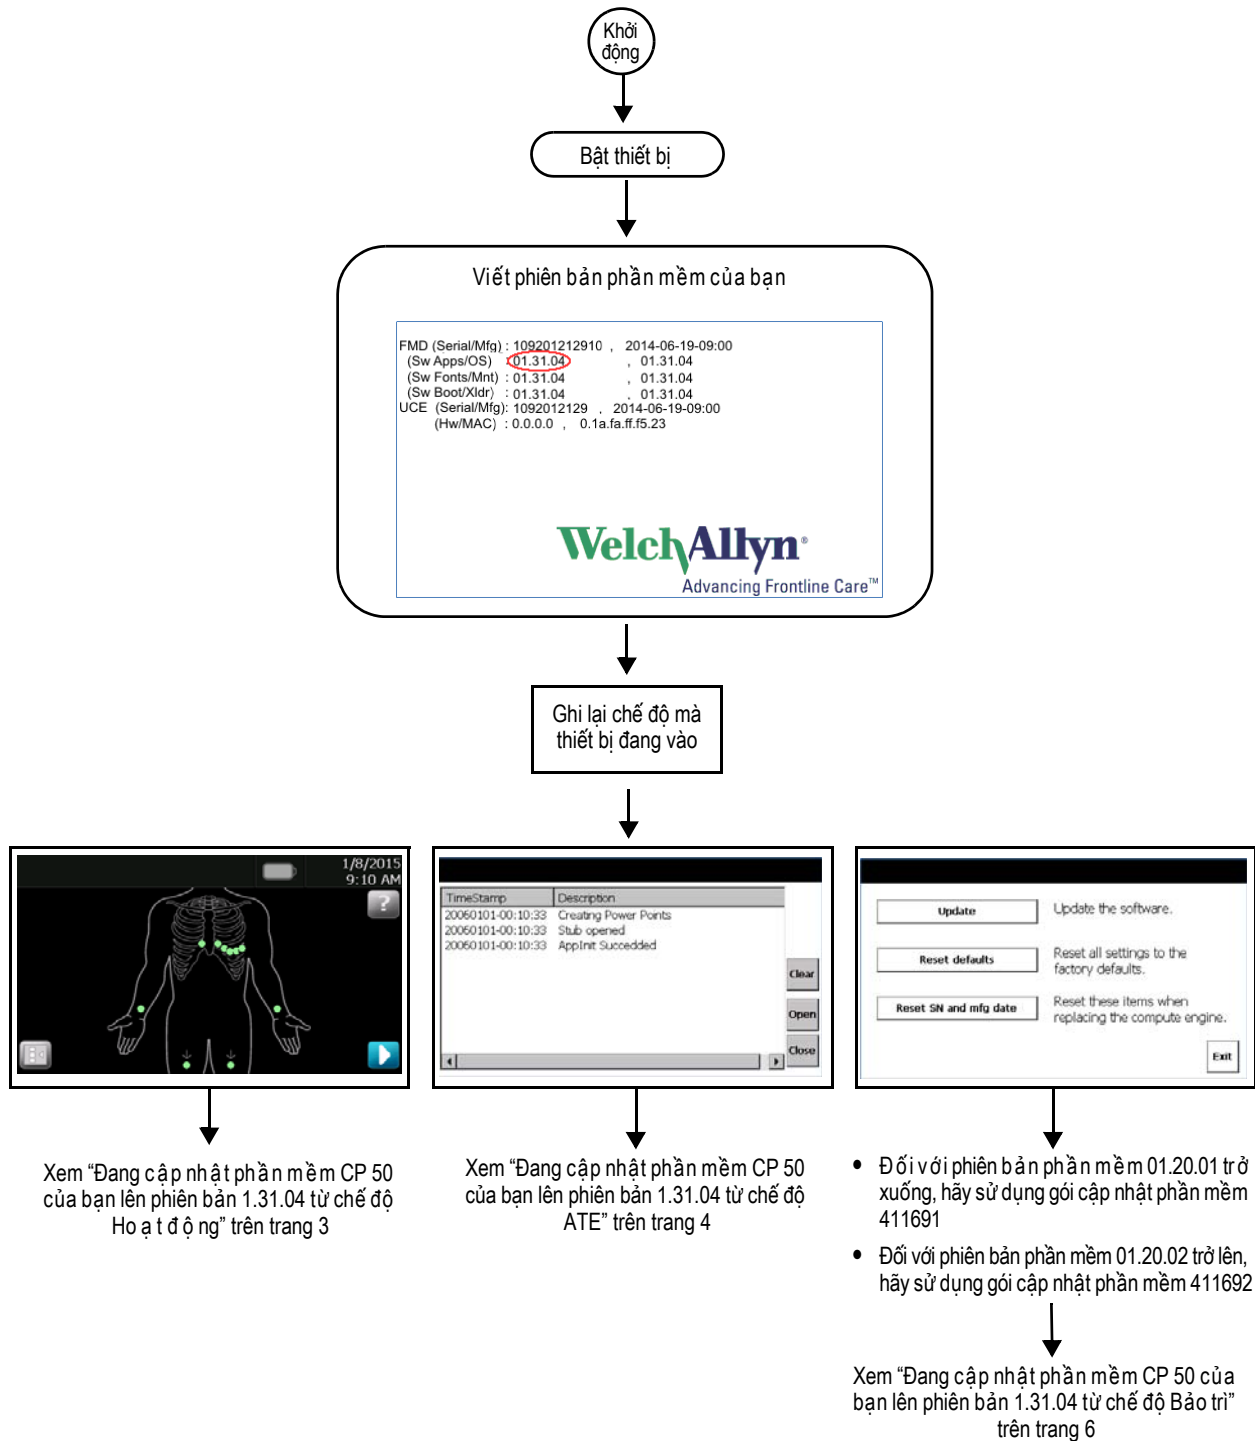 Khởi
động
Bật thiết bị
Viết phiên bản phần mềm của bạn
FMD (Serial/Mfg) : 109201212910 , 2014-06-19-09:00
(Sw Apps/OS) : 01.31.04 , 01.31.04
(Sw Fonts/Mnt) : 01.31.04 , 01.31.04
(Sw Boot/Xldr) : 01.31.04 , 01.31.04
UCE (Serial/Mfg): 1092012129 , 2014-06-19-09:00
(Hw/MAC) : 0.0.0.0 , 0.1a.fa.ff.f5.23
WelchAllyn®
Advancing Frontline Care™
Ghi lại chế độ mà
thiết bị đang vào
1/8/2015
9:10 AM
?
TimeStamp Description
20060101-00:10:33 Creating Power Points
20060101-00:10:33 Stub opened
20060101-00:10:33 AppInit Succedded
Clear
Open
Close
Update Update the software.
Reset defaults Reset all settings to the
factory defaults.
Reset SN and mfg date Reset these items when
replacing the compute engine.
Exit
Xem “Đang cập nhật phần mềm CP 50
của bạn lên phiên bản 1.31.04 từ chế độ
Hoạt động” trên trang 3
Xem “Đang cập nhật phần mềm CP 50
của bạn lên phiên bản 1.31.04 từ chế độ
ATE” trên trang 4
• Đối với phiên bản phần mềm 01.20.01 trở
xuống, hãy sử dụng gói cập nhật phần mềm
411691
• Đối với phiên bản phần mềm 01.20.02 trở lên,
hãy sử dụng gói cập nhật phần mềm 411692
Xem “Đang cập nhật phần mềm CP 50 của
bạn lên phiên bản 1.31.04 từ chế độ Bảo trì”
trên trang 6